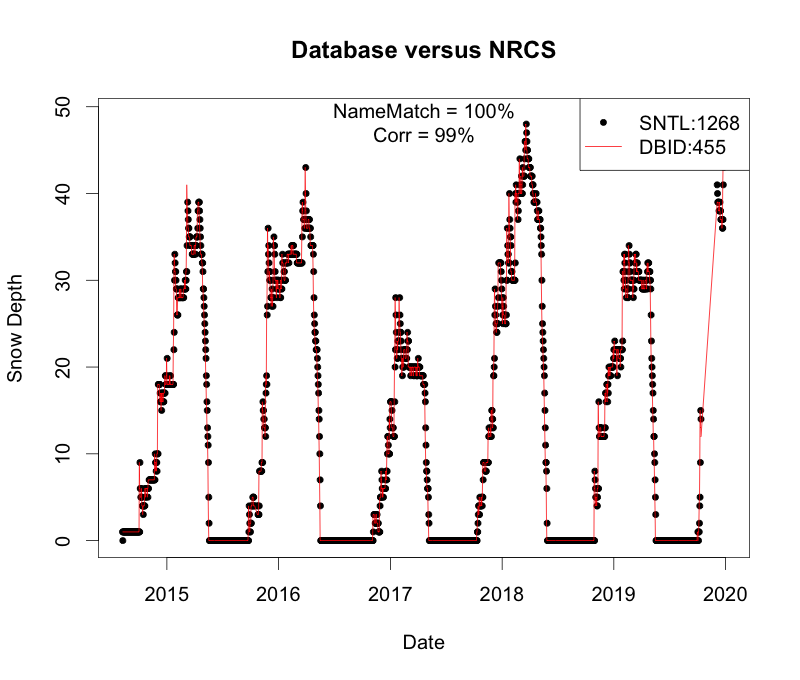 Database versus NRCS
NameMatch = 100%
Corr = 99%
SNTL:1268
DBID:455
Snow Depth
50
40
30
20
10
0
2015 2016 2017 2018 2019 2020
Date